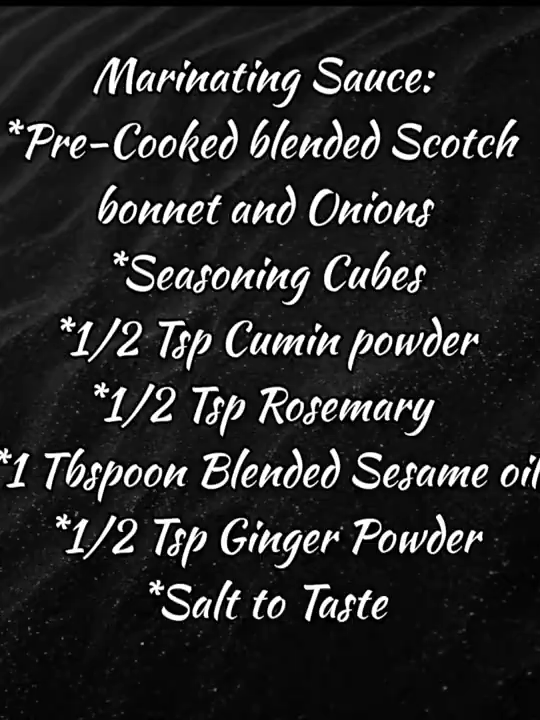 Marinating Sauce:
*Pre-Cooked blended Scotch
bonnet and Onions
*Seasoning Cubes
*1/2 Tsp Cumin powder
*1/2 Tsp Rosemary
*1 Tbspoon Blended Sesame oil
*1/2 Tsp Ginger Powder
*Salt to Taste